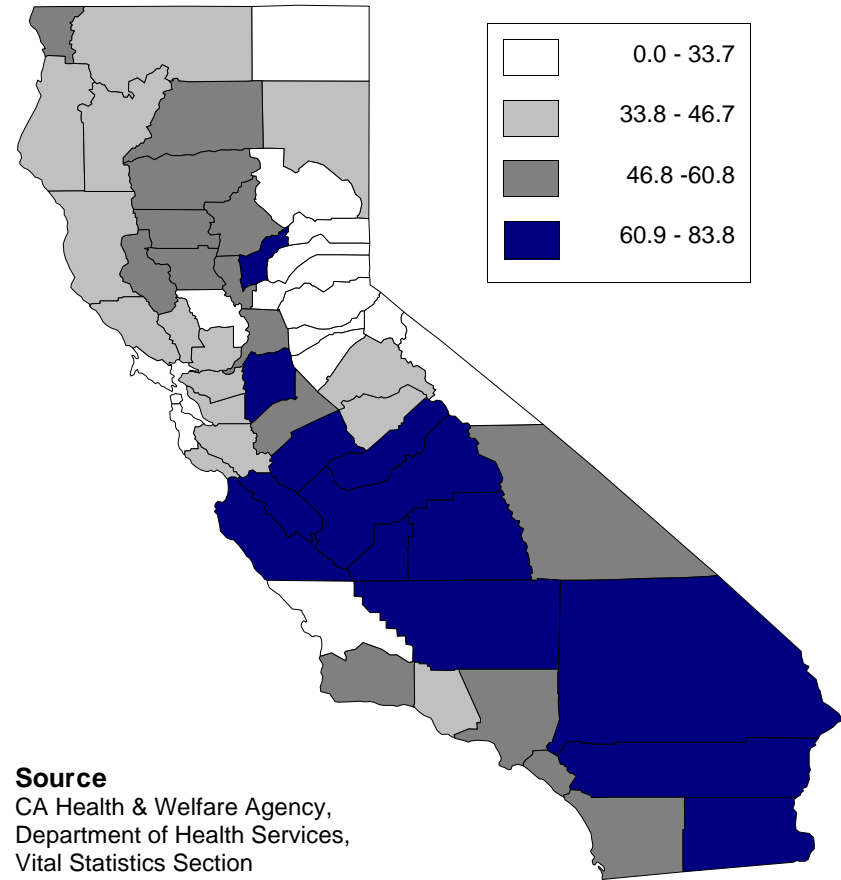 0.0 - 33.7
33.8 - 46.7
46.8 -60.8
60.9 - 83.8
Source
CA Health & Welfare Agency,
Department of Health Services,
Vital Statistics Section